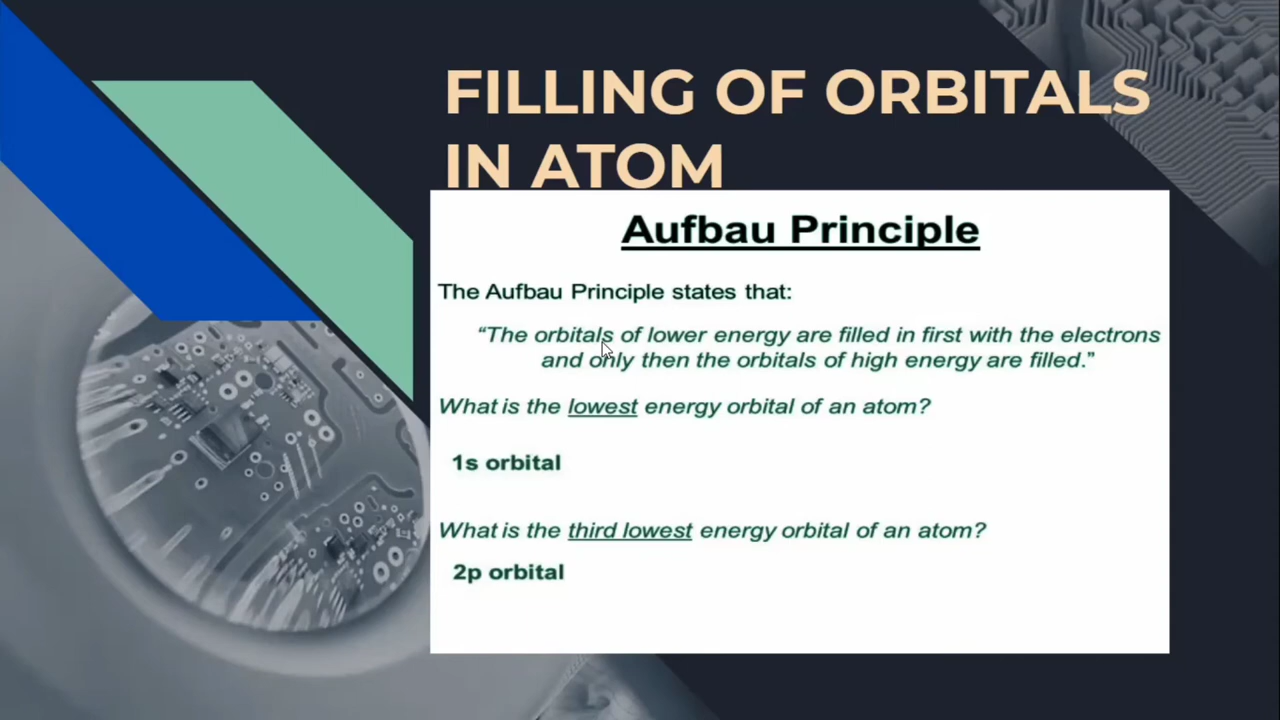 FILLING OF ORBITALS
IN ATOM
Aufbau Principle
The Aufbau Principle states that:
“The orbitals of lower energy are filled in first with the electrons
and only then the orbitals of high energy are filled.”
What is the lowest energy orbital of an atom?
1s orbital
What is the third lowest energy orbital of an atom?
2p orbital